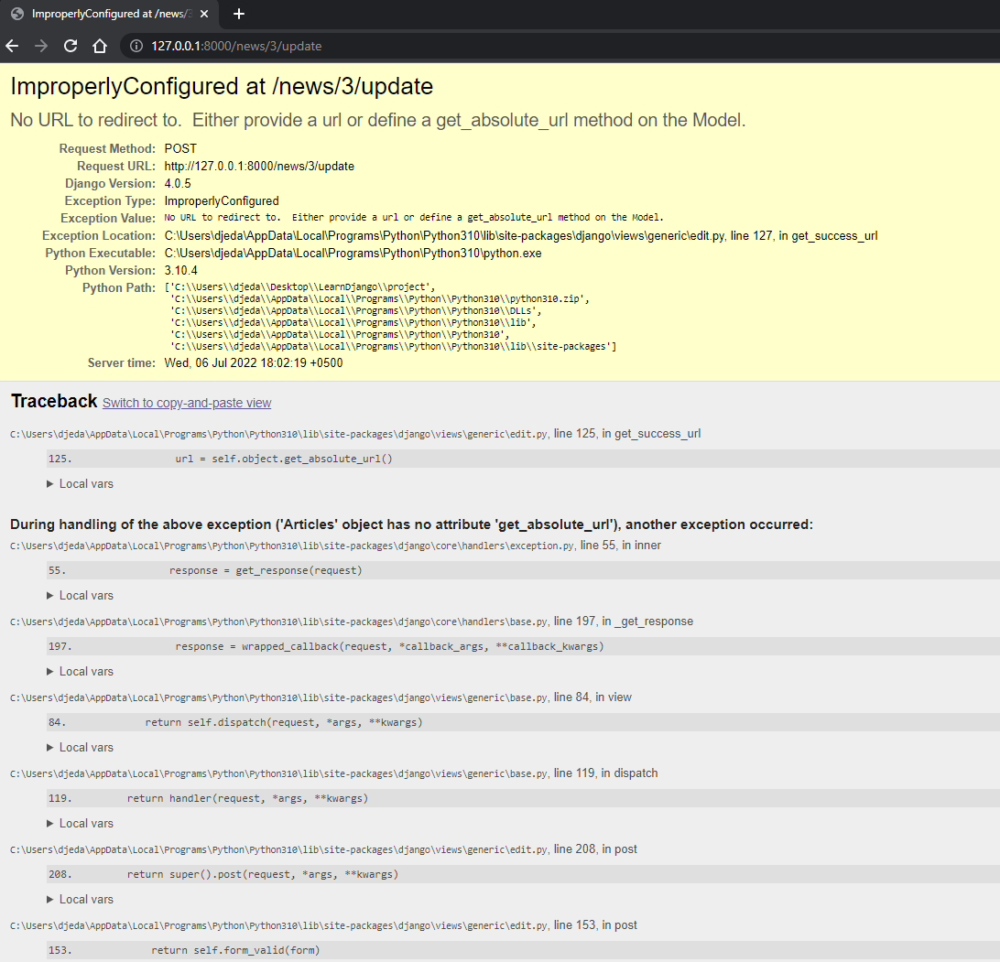 ImproperlyConfigured at /news/3
127.0.0.1:8000/news/3/update
ImproperlyConfigured at /news/3/update
No URL to redirect to.  Either provide a url or define a get_absolute_url method on the Model.
Request Method: POST
Request URL: http://127.0.0.1:8000/news/3/update
Django Version: 4.0.5
Exception Type: ImproperlyConfigured
Exception Value: No URL to redirect to.  Either provide a url or define a get_absolute_url method on the Model.
Exception Location: C:\Users\djeda\AppData\Local\Programs\Python\Python310\lib\site-packages\django\views\generic\edit.py, line 127, in get_success_url
Python Executable: C:\Users\djeda\AppData\Local\Programs\Python\Python310\python.exe
Python Version: 3.10.4
Python Path: ['C:\\Users\\djeda\\Desktop\\LearnDjango\\project',
'C:\\Users\\djeda\\AppData\\Local\\Programs\\Python\\Python310\\python310.zip',
'C:\\Users\\djeda\\AppData\\Local\\Programs\\Python\\Python310\\DLLs',
'C:\\Users\\djeda\\AppData\\Local\\Programs\\Python\\Python310\\lib',
'C:\\Users\\djeda\\AppData\\Local\\Programs\\Python\\Python310',
'C:\\Users\\djeda\\AppData\\Local\\Programs\\Python\\Python310\\lib\\site-packages']
Server time: Wed, 06 Jul 2022 18:02:19 +0500
Traceback Switch to copy-and-paste view
C:\Users\djeda\AppData\Local\Programs\Python\Python310\lib\site-packages\django\views\generic\edit.py, line 125, in get_success_url
125. url = self.object.get_absolute_url()
▶ Local vars
During handling of the above exception ('Articles' object has no attribute 'get_absolute_url'), another exception occurred:
C:\Users\djeda\AppData\Local\Programs\Python\Python310\lib\site-packages\django\core\handlers\exception.py, line 55, in inner
55. response = get_response(request)
▶ Local vars
C:\Users\djeda\AppData\Local\Programs\Python\Python310\lib\site-packages\django\core\handlers\base.py, line 197, in _get_response
197. response = wrapped_callback(request, *callback_args, **callback_kwargs)
▶ Local vars
C:\Users\djeda\AppData\Local\Programs\Python\Python310\lib\site-packages\django\views\generic\base.py, line 84, in view
84. return self.dispatch(request, *args, **kwargs)
▶ Local vars
C:\Users\djeda\AppData\Local\Programs\Python\Python310\lib\site-packages\django\views\generic\base.py, line 119, in dispatch
119. return handler(request, *args, **kwargs)
▶ Local vars
C:\Users\djeda\AppData\Local\Programs\Python\Python310\lib\site-packages\django\views\generic\edit.py, line 208, in post
208. return super().post(request, *args, **kwargs)
▶ Local vars
C:\Users\djeda\AppData\Local\Programs\Python\Python310\lib\site-packages\django\views\generic\edit.py, line 153, in post
153. return self.form_valid(form)